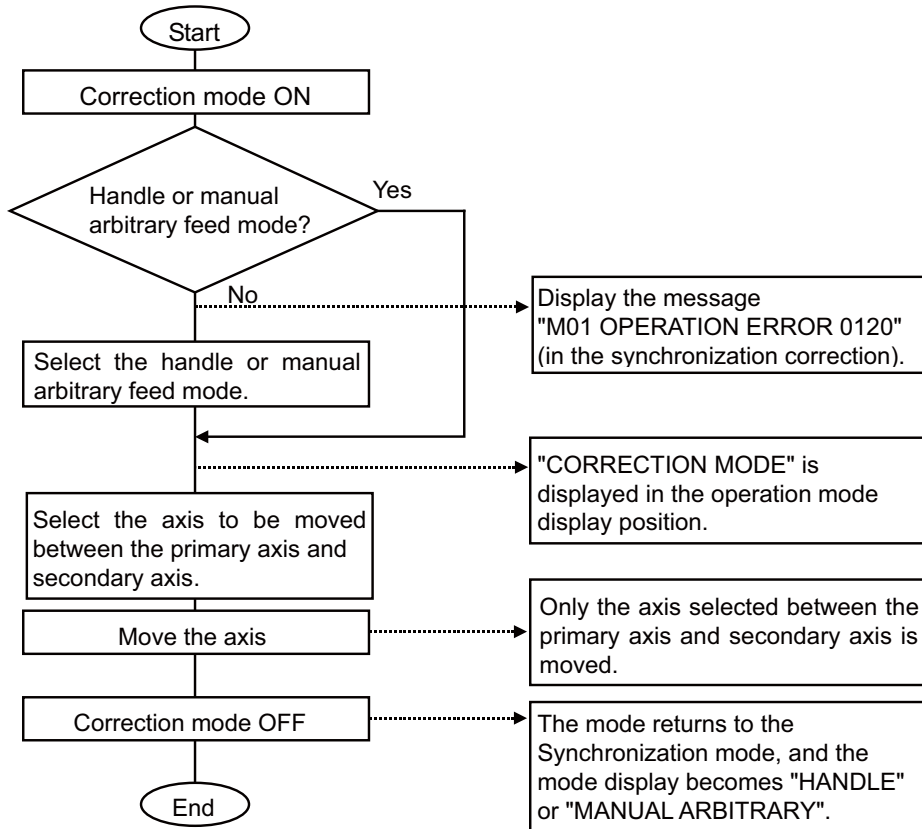 Start
Correction mode ON
Handle or manual
arbitrary feed mode?
Yes
No
Display the message
"M01 OPERATION ERROR 0120"
(in the synchronization correction).
Select the handle or manual
arbitrary feed mode.
"CORRECTION MODE" is
displayed in the operation mode
display position.
Select the axis to be moved
between the primary axis and
secondary axis.
Move the axis
Only the axis selected between the
primary axis and secondary axis is
moved.
Correction mode OFF
The mode returns to the
Synchronization mode, and the
mode display becomes "HANDLE"
or "MANUAL ARBITRARY".
End